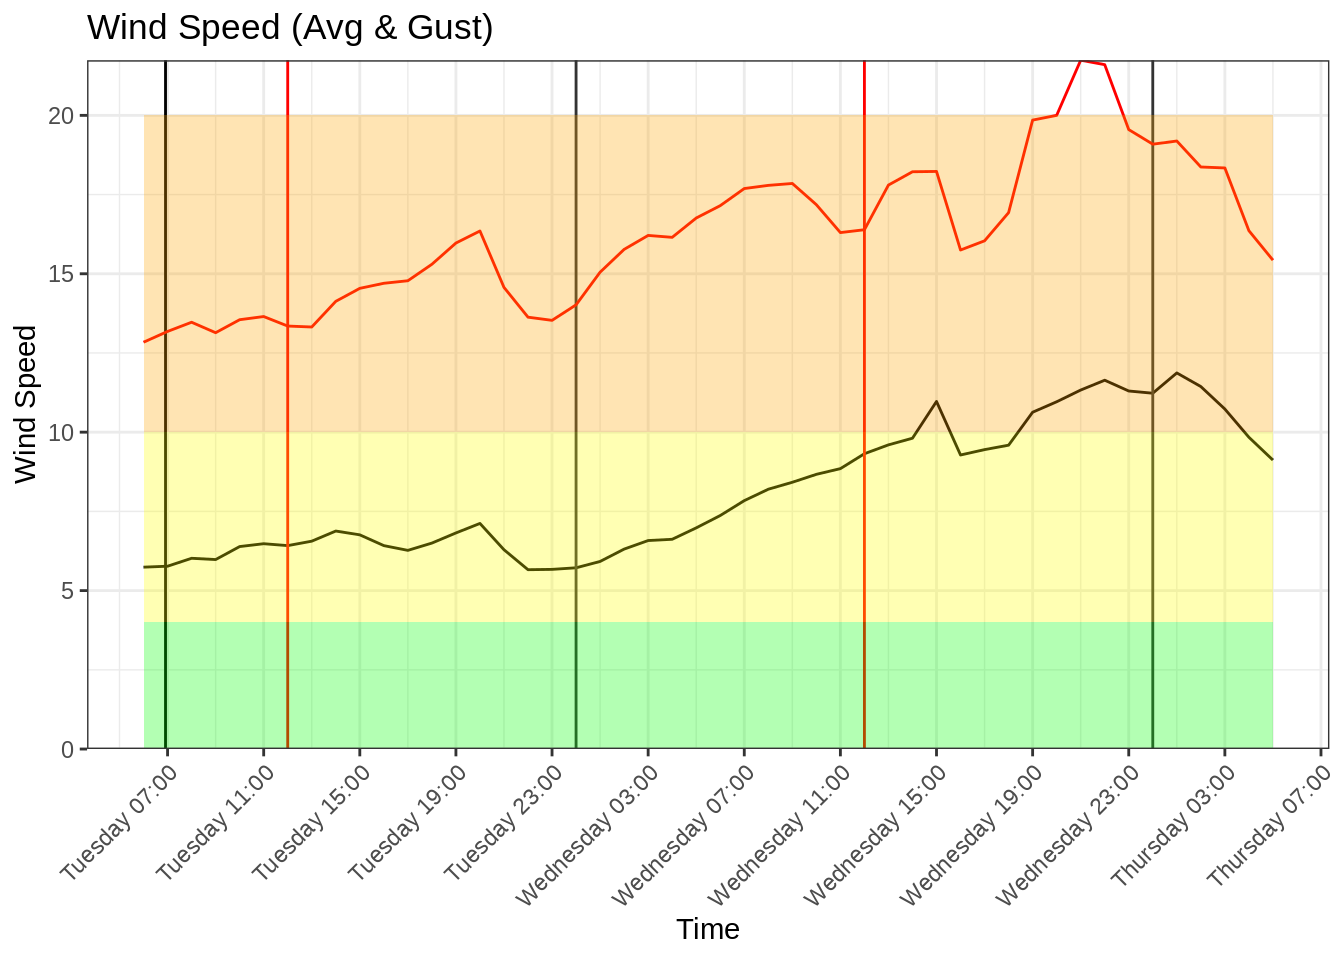 Wind Speed (Avg & Gust)
Wind Speed
20
15
10
5
0
Tuesday 07:00
Tuesday 11:00
Tuesday 15:00
Tuesday 19:00
Tuesday 23:00
Wednesday 03:00
Wednesday 07:00
Wednesday 11:00
Wednesday 15:00
Wednesday 19:00
Wednesday 23:00
Thursday 03:00
Thursday 07:00
Time